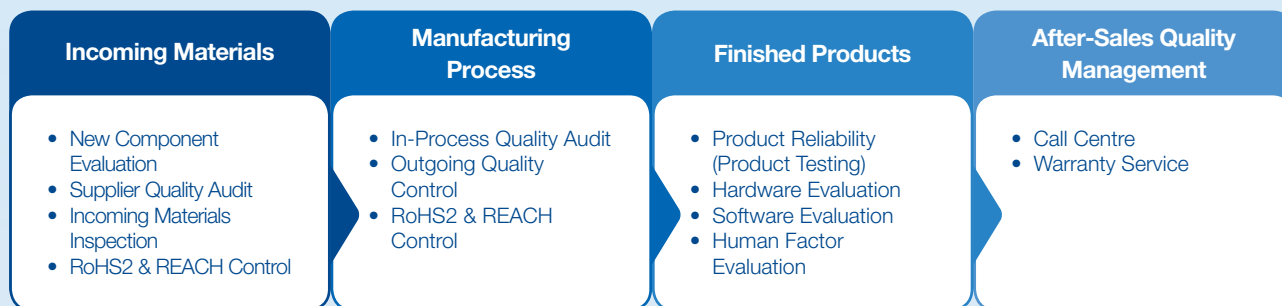 Incoming Materials
• New Component
Evaluation
• Supplier Quality Audit
• Incoming Materials
Inspection
• RoHS2 & REACH Control
Manufacturing
Process
• In-Process Quality Audit
• Outgoing Quality
Control
• RoHS2 & REACH
Control
Finished Products
• Product Reliability
(Product Testing)
• Hardware Evaluation
• Software Evaluation
• Human Factor
Evaluation
After-Sales Quality
Management
• Call Centre
• Warranty Service